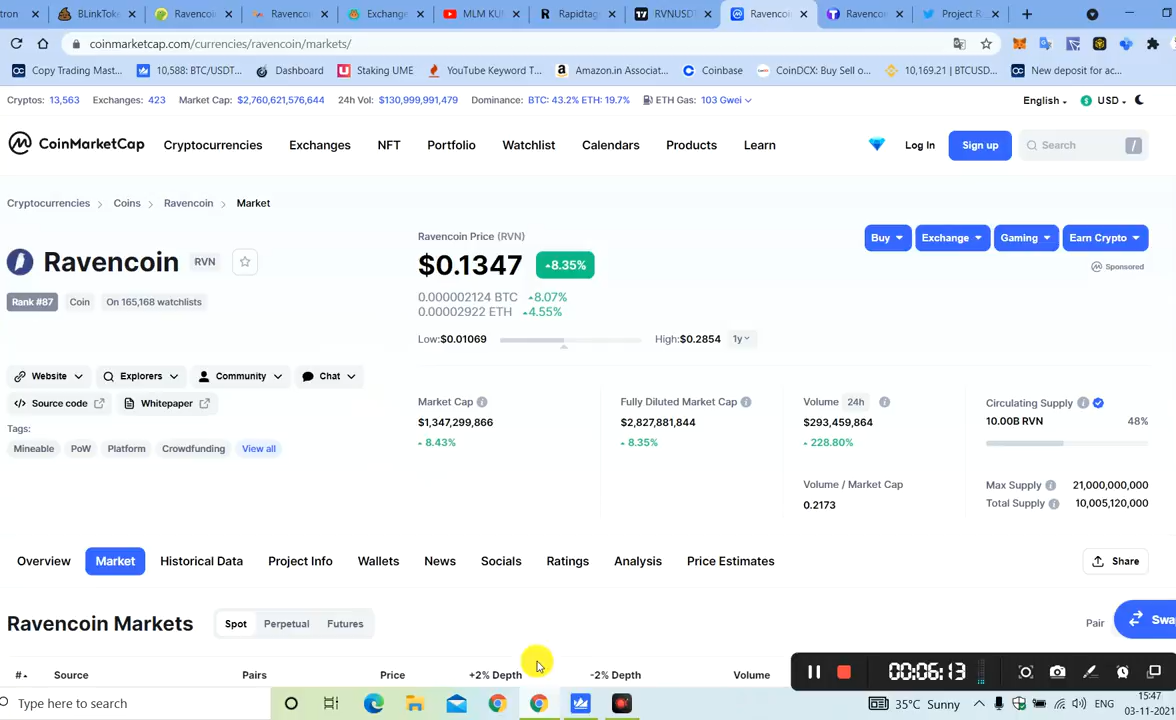 tron
BLinkToke
Ravencoin
Ravencoin
Exchange
MLM KU
Rapidtag
RVNUSD
Ravencoin
Ravencoin
Project R
coinmarketcap.com/currencies/ravencoin/markets/
Copy Trading Mast...
10,588: BTC/USDT...
Dashboard
Staking UME
YouTube Keyword T...
Amazon.in Associat...
Coinbase
CoinDCX: Buy Sell o...
10,169.21 | BTCUSD...
New deposit for ac...
Cryptos: 13,563 Exchanges: 423 Market Cap: $2,760,621,576,644 24h Vol: $130,999,991,479 Dominance: BTC: 43.2% ETH: 19.7% ETH Gas: 103 Gwei
English USD
CoinMarketCap Cryptocurrencies Exchanges NFT Portfolio Watchlist Calendars Products Learn
Log In Sign up Search /
Cryptocurrencies Coins Ravencoin Market
Ravencoin RVN
Rank #87 Coin On 165,168 watchlists
Website Explorers Community Chat
Source code Whitepaper
Tags:
Mineable PoW Platform Crowdfunding View all
Ravencoin Price (RVN)
$0.1347 8.35%
0.000002124 BTC 8.07%
0.00002922 ETH 4.55%
Low:$0.01069 High:$0.2854 1y
Buy Exchange Gaming Earn Crypto
Sponsored
Market Cap
$1,347,299,866
8.43%
Fully Diluted Market Cap
$2,827,881,844
8.35%
Volume 24h
$293,459,864
228.80%
Volume / Market Cap
0.2173
Circulating Supply
10.00B RVN 48%
Max Supply 21,000,000,000
Total Supply 10,005,120,000
Overview Market Historical Data Project Info Wallets News Socials Ratings Analysis Price Estimates Share
Ravencoin Markets Spot Perpetual Futures Pair Swa
# Source Pairs Price +2% Depth -2% Depth Volume
00:06:13
Type here to search
35°C Sunny
ENG
15:47
03-11-2021